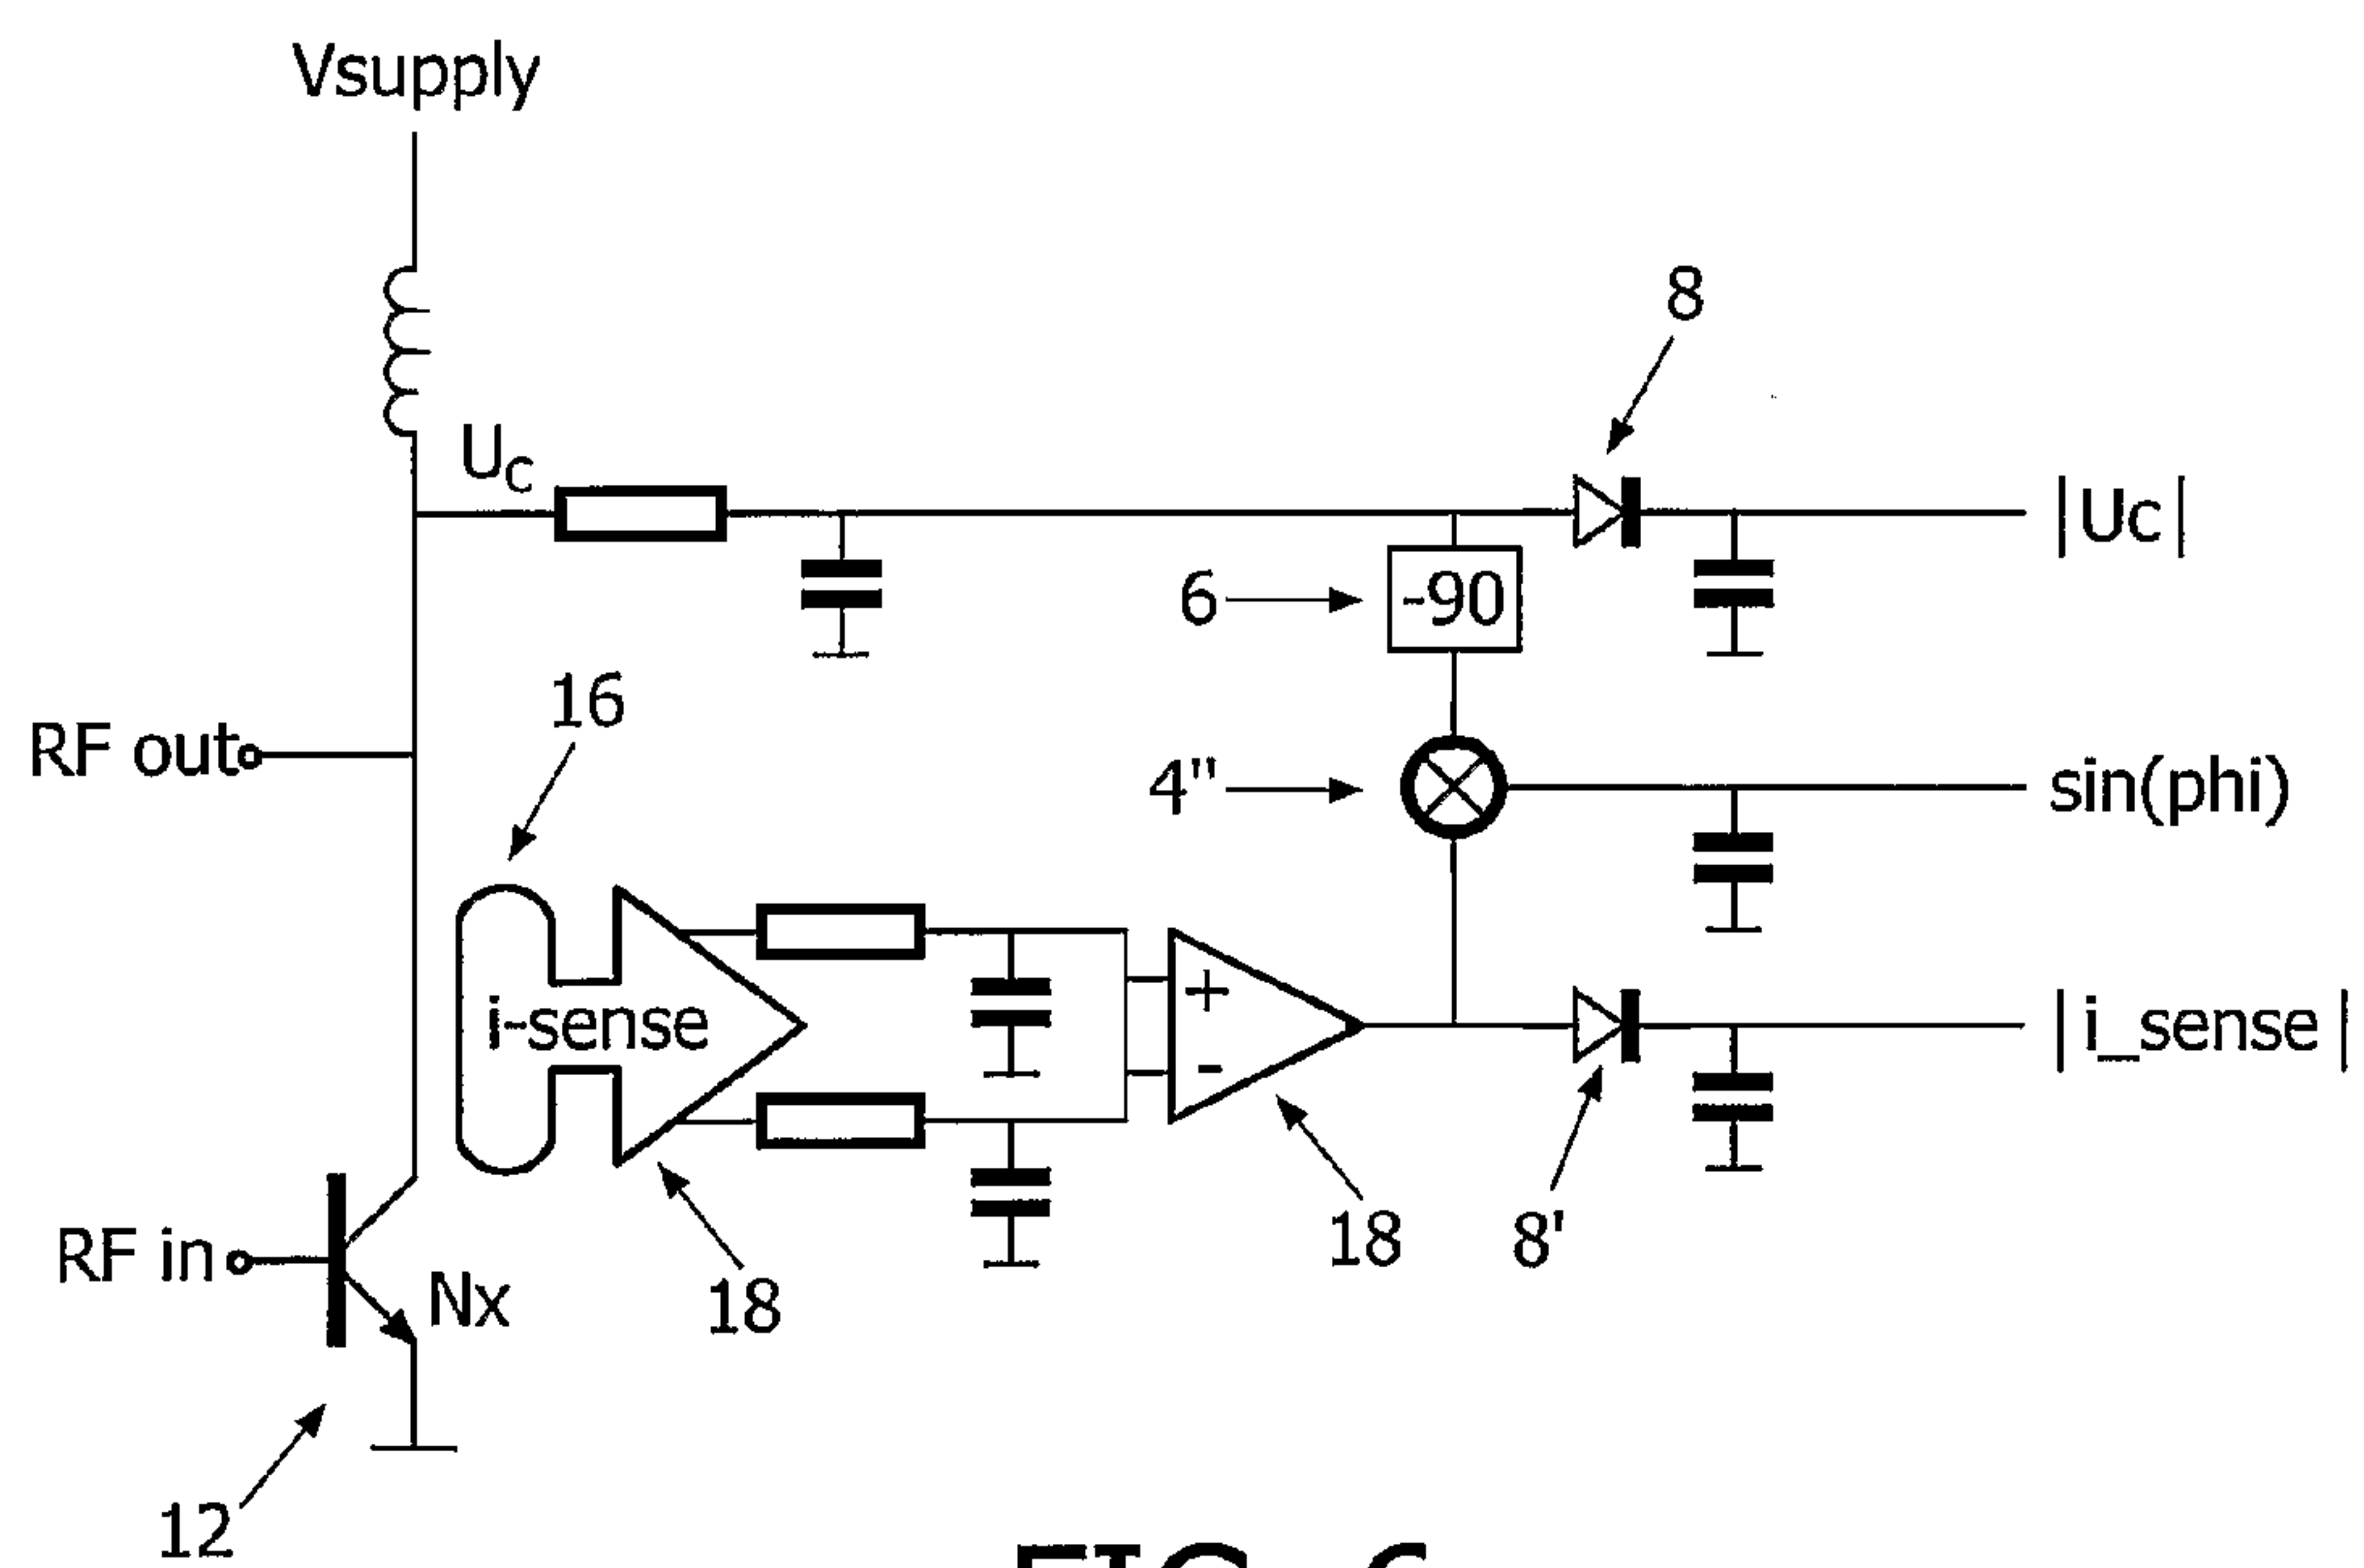 Vsupply
8
Uc
|Uc|
6
-90
16
RF out
4"
sin(phi)
i-sense
+
-
|i_sense|
RF in
Nx
18
18
8'
12